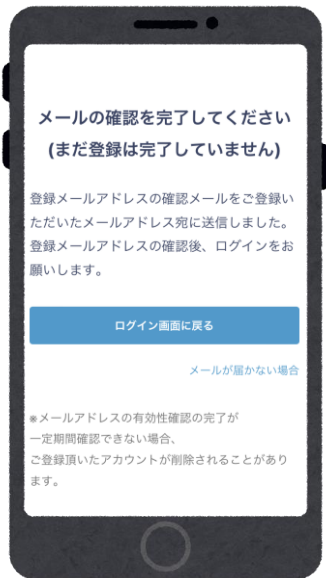 メールの確認を完了してください
(まだ登録は完了していません)
登録メールアドレスの確認メールをご登録い
ただいたメールアドレス宛に送信しました。
登録メールアドレスの確認後、ログインをお
願いします。
ログイン画面に戻る
メールが届かない場合
※メールアドレスの有効性確認の完了が
一定期間確認できない場合、
ご登録頂いたアカウントが削除されることがあり
ます。